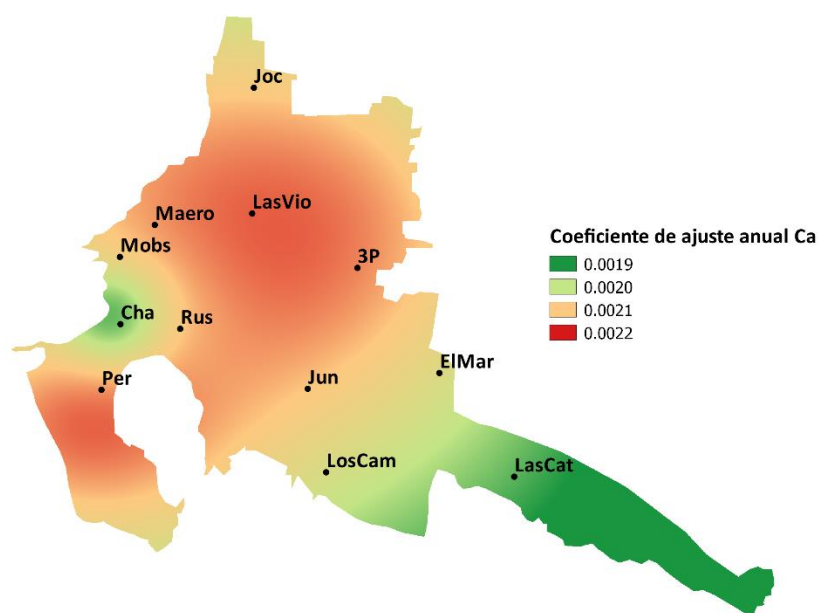 Joc
LasVio
Maero
Mobs
3P
Cha
Rus
Per
Jun
ElMar
LosCam
LasCat
Coeficiente de ajuste anual Ca
0.0019
0.0020
0.0021
0.0022